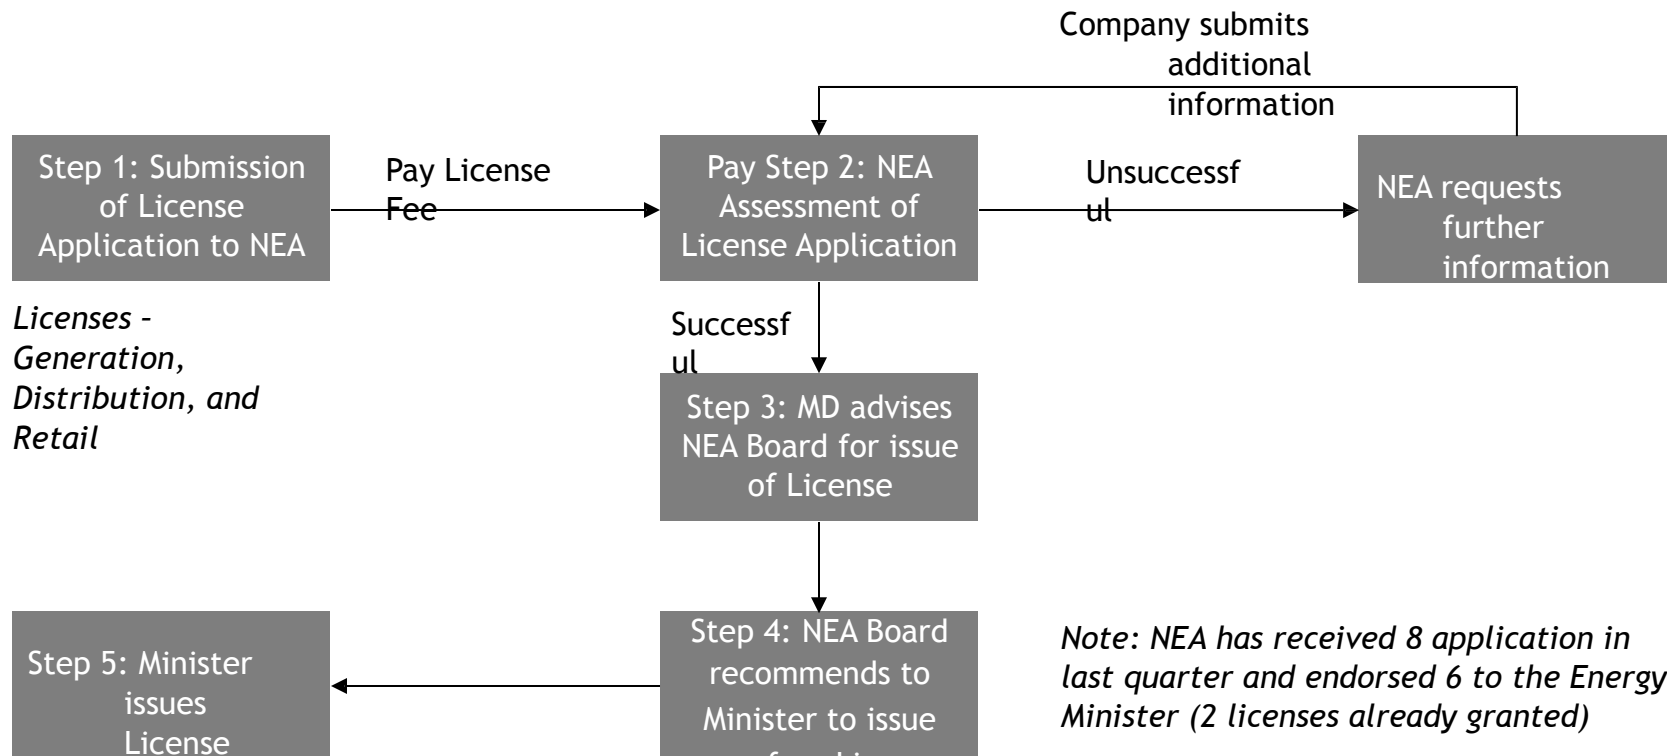 Company submits
additional
information
Step 1: Submission
of License
Application to NEA
Pay License
Fee
Pay Step 2: NEA
Assessment of
License Application
Unsuccessf
ul
NEA requests
further
information
Licenses –
Generation,
Distribution, and
Retail
Successf
ul
Step 3: MD advises
NEA Board for issue
of License
Step 4: NEA Board
recommends to
Minister to issue
Step 5: Minister
issues
License
Note: NEA has received 8 application in
last quarter and endorsed 6 to the Energy
Minister (2 licenses already granted)